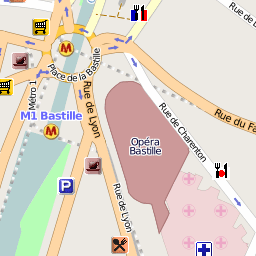 Rue de
Place de la Bastille
Métro 1
M1 Bastille
Rue de Lyon
Rue de Charenton
Rue du Fa
Opéra
Bastille
Rue de Lyon
P